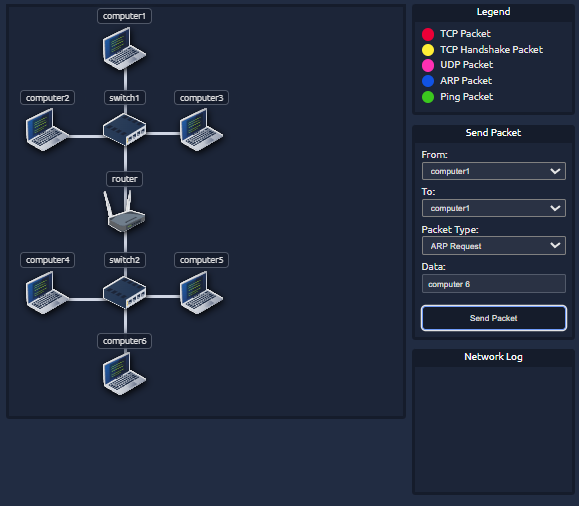 computer1
computer2
switch1
computer3
router
computer4
switch2
computer5
computer6
Legend
TCP Packet
TCP Handshake Packet
UDP Packet
ARP Packet
Ping Packet
Send Packet
From:
computer1
To:
computer1
Packet Type:
ARP Request
Data:
computer 6
Send Packet
Network Log